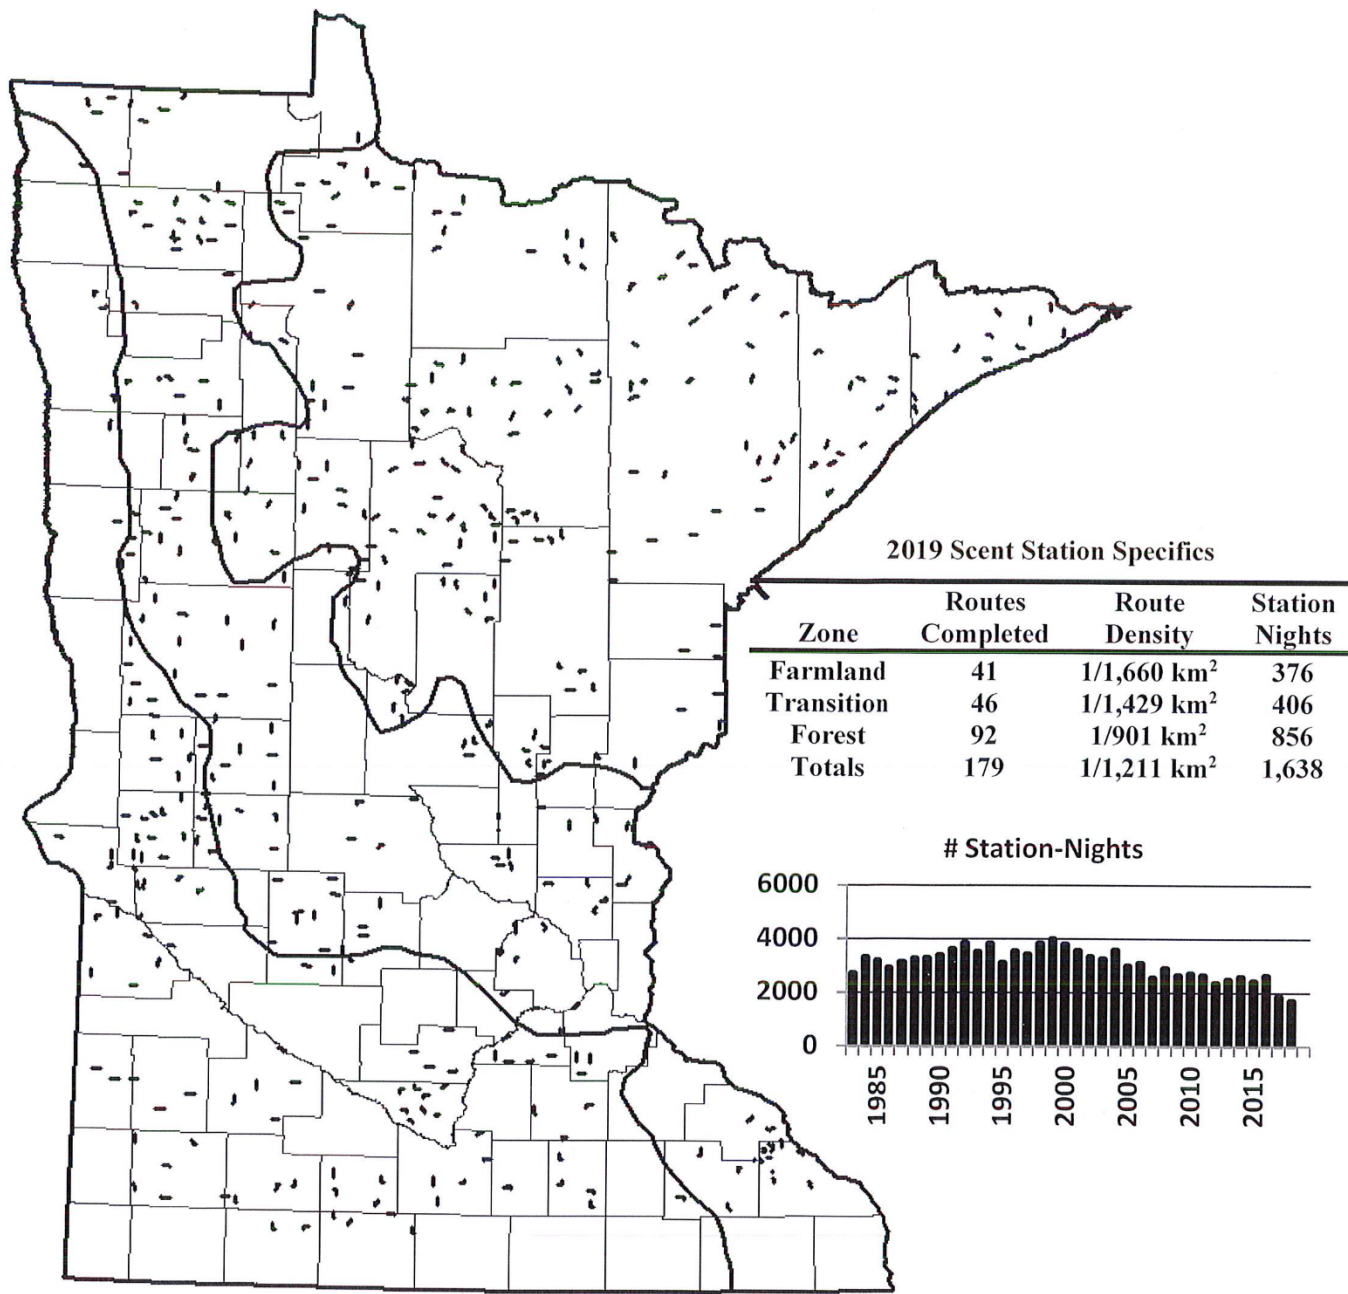 2019 Scent Station Specifics
Zone Routes Completed Route Density Station Nights
Farmland 41 1/1,660 km² 376
Transition 46 1/1,429 km² 406
Forest 92 1/901 km² 856
Totals 179 1/1,211 km² 1,638
# Station-Nights
6000
4000
2000
0
1985 1990 1995 2000 2005 2010 2015